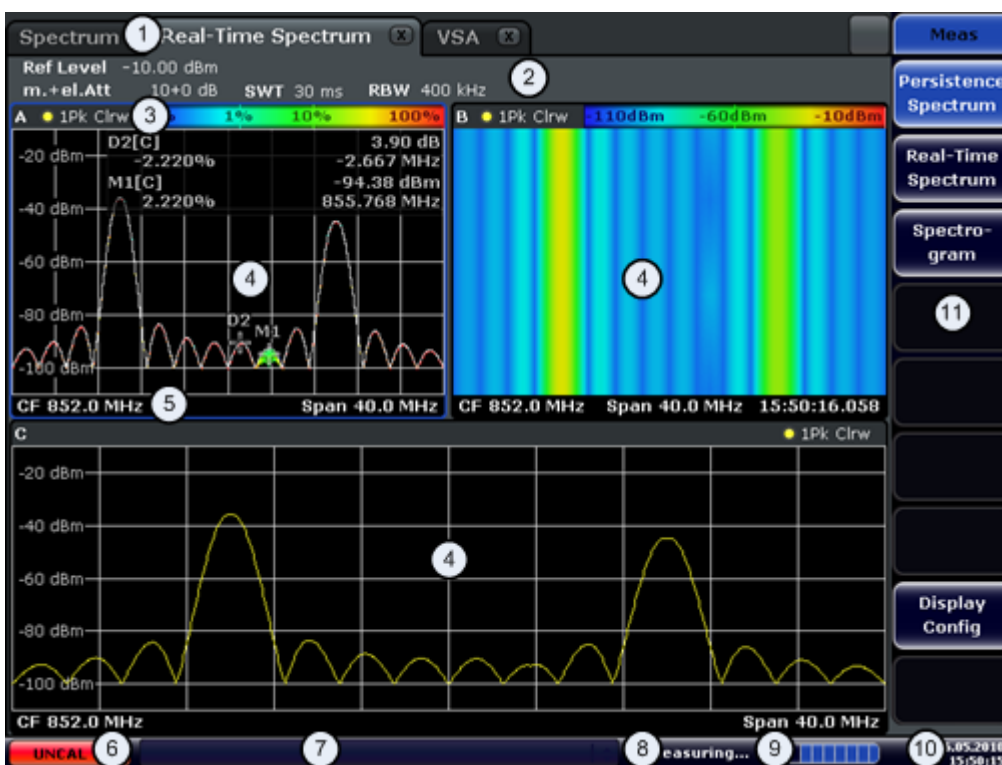 Spectrum 1 Real-Time Spectrum x VSA x
Ref Level -10.00 dBm
m.+el.Att 10+0 dB SWT 30 ms RBW 400 kHz
2
A 1Pk Clrw 3 1% 10% 100%
D2[C] 3.90 dB
-2.220% -2.667 MHz
M1[C] -94.38 dBm
2.220% 855.768 MHz
-20 dBm
-40 dBm
-60 dBm
-80 dBm
-100 dBm
4
D2
M1
CF 852.0 MHz 5 Span 40.0 MHz
B 1Pk Clrw -110dBm -60dBm -10dBm
4
CF 852.0 MHz Span 40.0 MHz 15:50:16.058
C 1Pk Clrw
-20 dBm
-40 dBm
-60 dBm
-80 dBm
-100 dBm
4
CF 852.0 MHz Span 40.0 MHz
UNCAL 6 7 8 easuring... 9 10 .05.2010
15:50:16
Meas
Persistence
Spectrum
Real-Time
Spectrum
Spectro-
gram
11
Display
Config